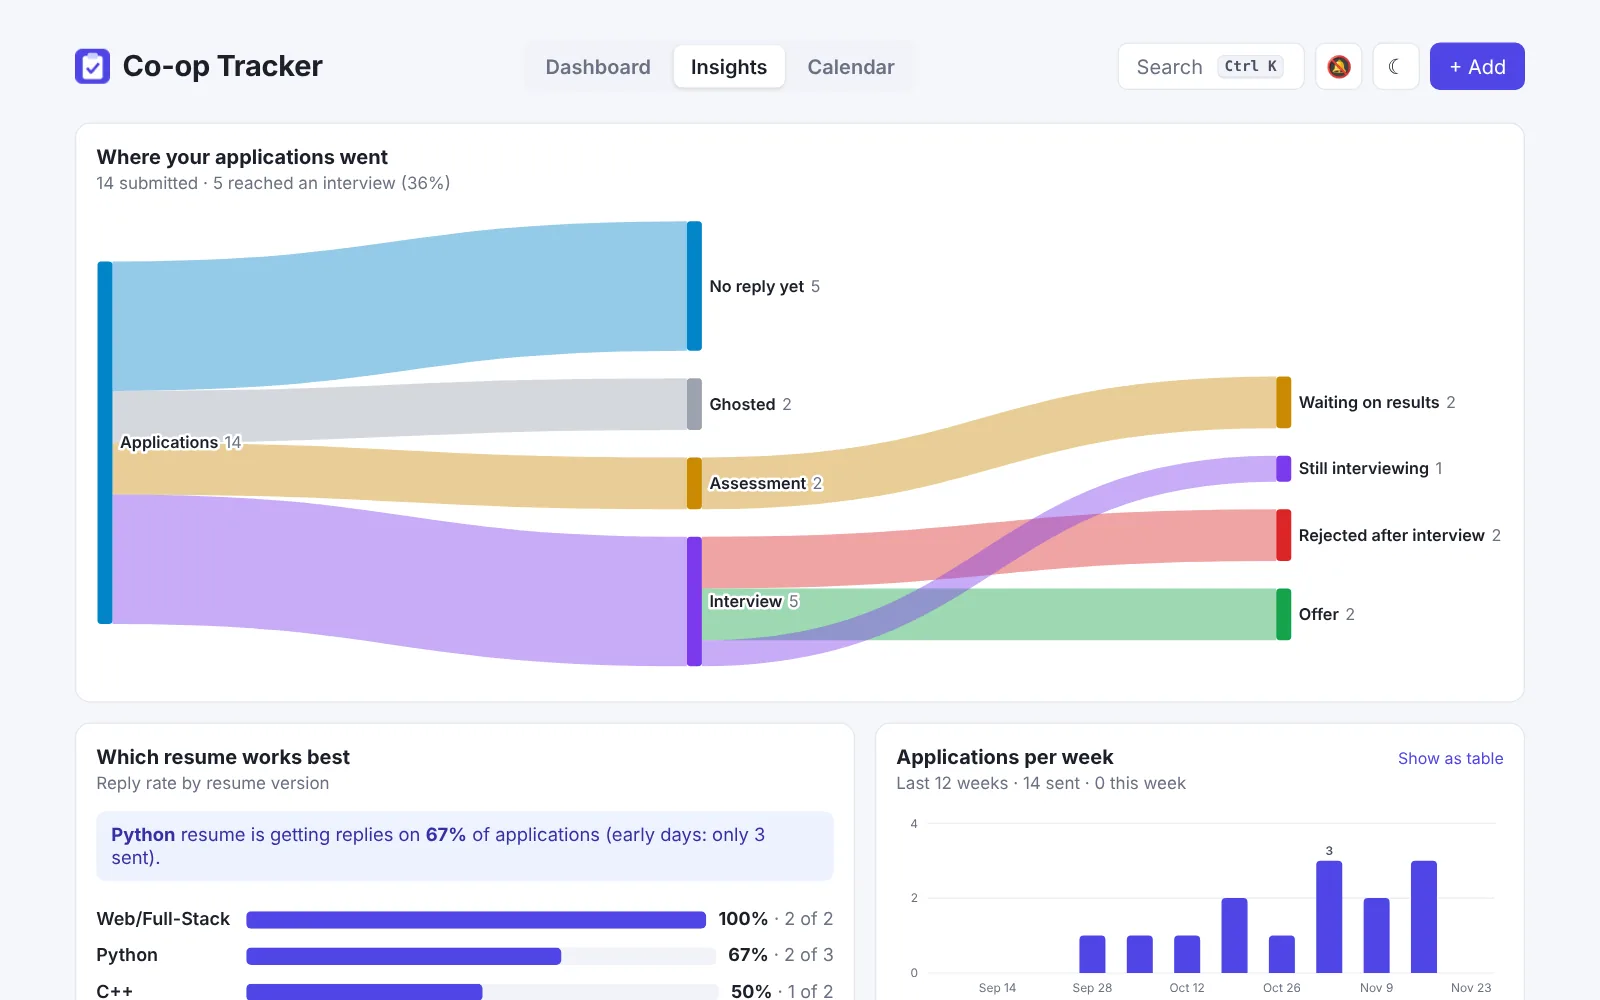 Co-op Tracker
Dashboard
Insights
Calendar
Search
Ctrl K
+ Add
Where your applications went
14 submitted · 5 reached an interview (36%)
No reply yet 5
Ghosted 2
Waiting on results 2
Applications 14
Still interviewing 1
Assessment 2
Rejected after interview 2
Interview 5
Offer 2
Which resume works best
Reply rate by resume version
Python resume is getting replies on 67% of applications (early days: only 3
sent).
Web/Full-Stack 100% · 2 of 2
Python 67% · 2 of 3
C++ 50% · 1 of 2
Applications per week
Show as table
Last 12 weeks · 14 sent · 0 this week
4
3
2
0
Sep 14
Sep 28
Oct 12
Oct 26
Nov 9
Nov 23